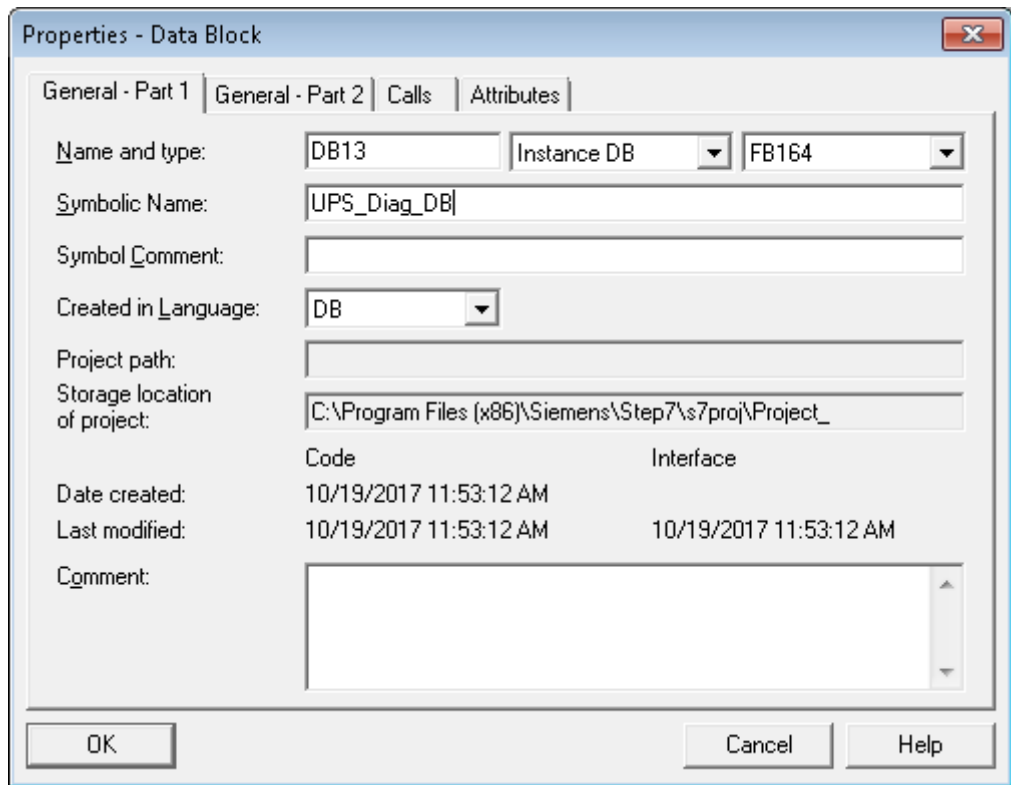 Properties - Data Block
General - Part 1 General - Part 2 Calls Attributes
Name and type: DB13 Instance DB FB164
Symbolic Name: UPS_Diag_DB
Symbol Comment:
Created in Language: DB
Project path:
Storage location
of project: C:\Program Files (x86)\Siemens\Step7\s7proj\Project_
Code Interface
Date created: 10/19/2017 11:53:12 AM
Last modified: 10/19/2017 11:53:12 AM 10/19/2017 11:53:12 AM
Comment:
OK Cancel Help